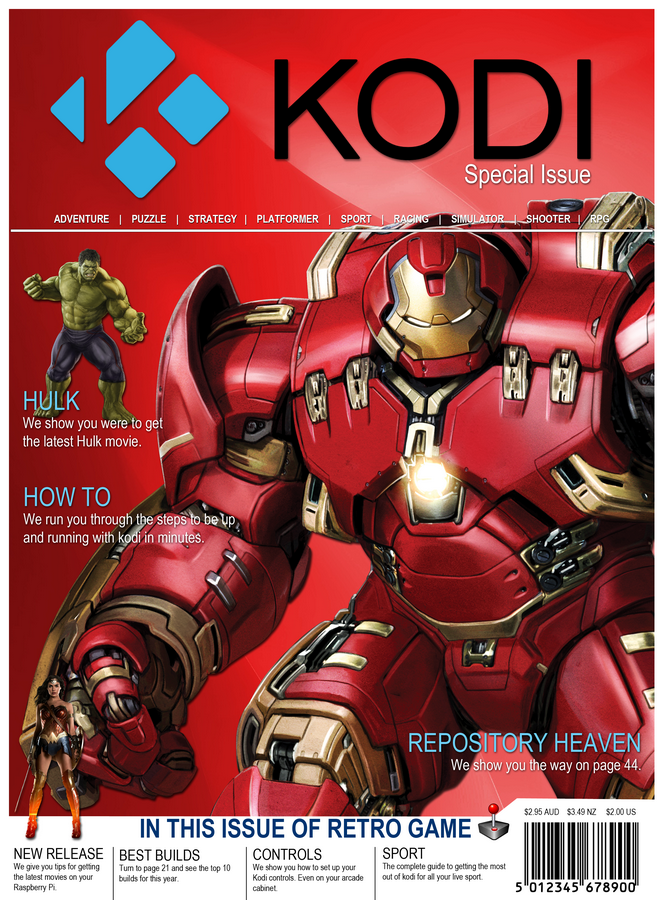 KODI
Special Issue
ADVENTURE | PUZZLE | STRATEGY | PLATFORMER | SPORT | RACING | SIMULATOR | SHOOTER | RPG
HULK
We show you were to get
the latest Hulk movie.
HOW TO
We run you through the steps to be up
and running with kodi in minutes.
REPOSITORY HEAVEN
We show you the way on page 44.
IN THIS ISSUE OF RETRO GAME
$2.95 AUD $3.49 NZ $2.00 US
NEW RELEASE
We give you tips for getting
the latest movies on your
Raspberry Pi.
BEST BUILDS
Turn to page 21 and see the top 10
builds for this year.
CONTROLS
We show you how to set up your
Kodi controls. Even on your arcade
cabinet.
SPORT
The complete guide to getting the most
out of kodi for all your live sport.
5 012345 678900